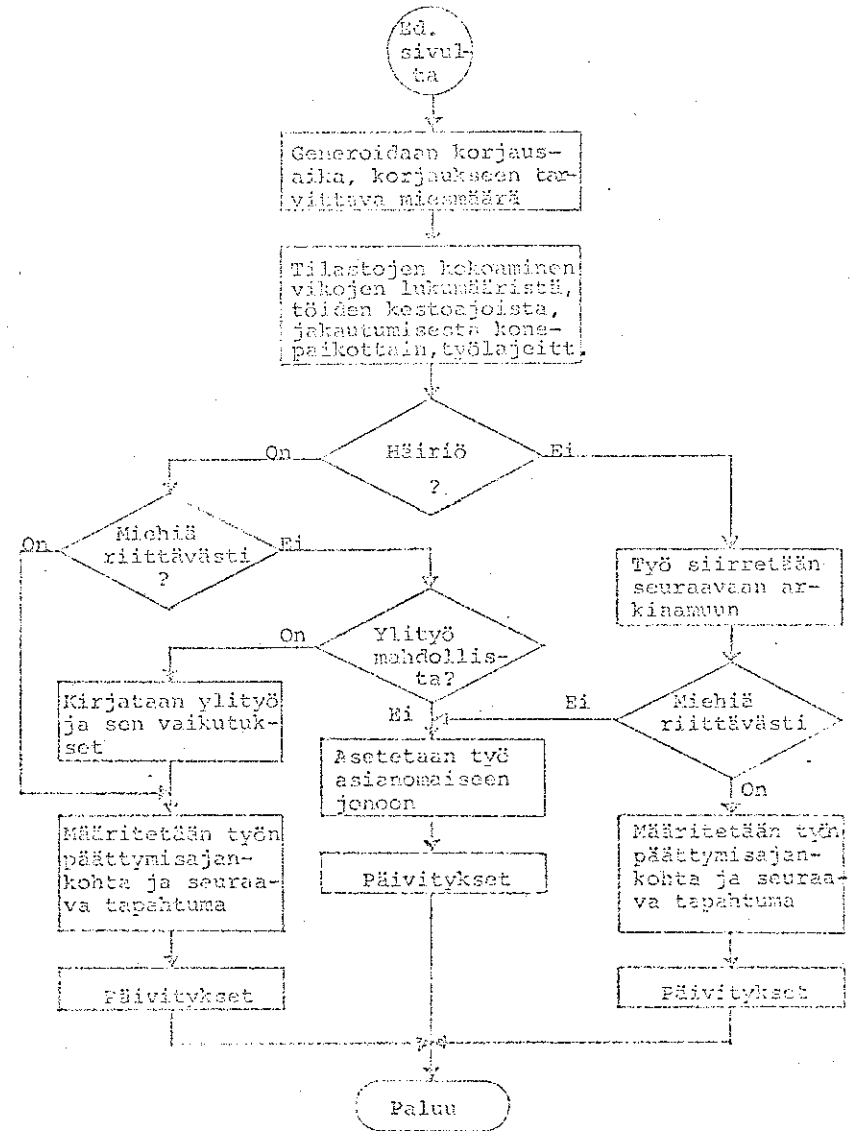 Ed.
sivul-
ta
Generoidaan korjaus-
aika, korjaukseen tar-
vittava miesmäärä
Tilastojen kokoaminen
vikojen lukumääristä,
töiden kestoajoista,
jakautumisesta kone-
paikottain, työlajeitt.
On
Häiriö
?
Ei
On
Miehiä
riittävästi
?
Ei
Työ siirretään
seuraavaan ar-
kiaamuun
On
Ylityö
mahdollis-
ta?
Kirjataan ylityö
ja sen vaikutuk-
set
Ei
Ei
Miehiä
riittävästi
Asetetaan työ
asianomaiseen
jonoon
On
Määritetään työn
päättymisajan-
kohta ja seuraa-
va tapahtuma
Päivitykset
Määritetään työn
päättymisajan-
kohta ja seuraa-
va tapahtuma
Päivitykset
Päivitykset
Paluu